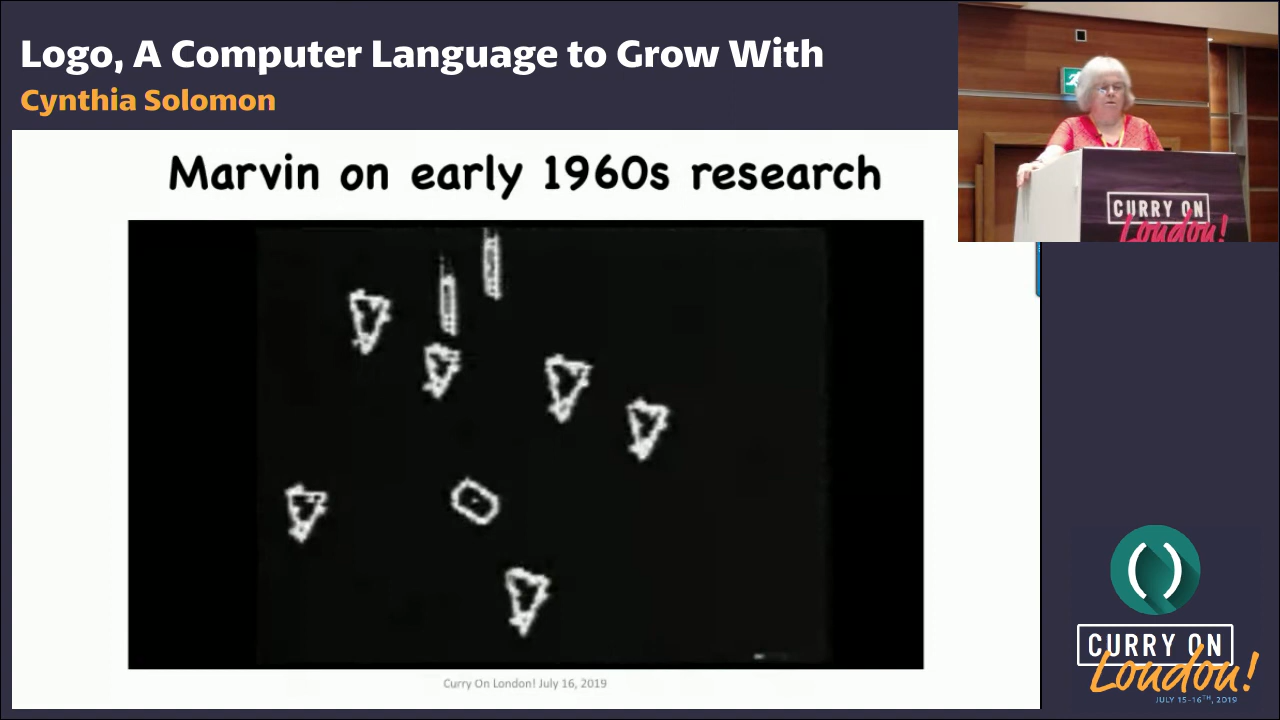 Logo, A Computer Language to Grow With
Cynthia Solomon
Marvin on early 1960s research
CURRY ON
London!
Curry On London! July 16, 2019
CURRY ON
London!
JULY 15-16TH, 2019